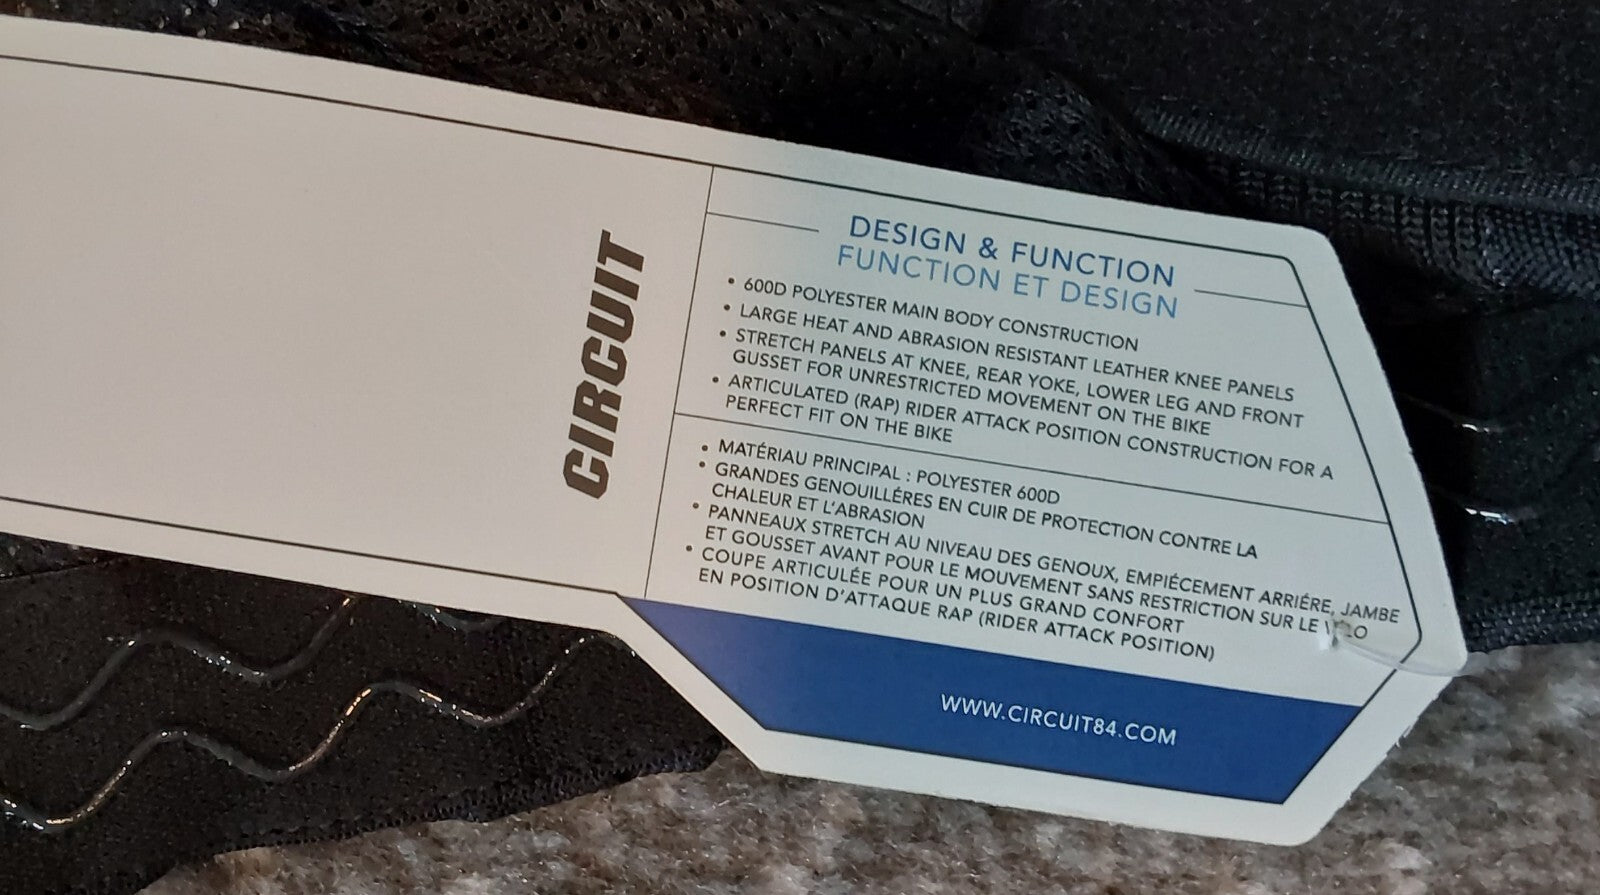 CIRCUIT
DESIGN & FUNCTION
FUNCTION ET DESIGN
• 600D POLYESTER MAIN BODY CONSTRUCTION
• LARGE HEAT AND ABRASION RESISTANT LEATHER KNEE PANELS
• STRETCH PANELS AT KNEE, REAR YOKE, LOWER LEG AND FRONT
GUSSET FOR UNRESTRICTED MOVEMENT ON THE BIKE
• ARTICULATED (RAP) RIDER ATTACK POSITION CONSTRUCTION FOR A
PERFECT FIT ON THE BIKE
• MATÉRIAU PRINCIPAL : POLYESTER 600D
• GRANDES GENOUILLÉRES EN CUIR DE PROTECTION CONTRE LA
CHALEUR ET L'ABRASION
• PANNEAUX STRETCH AU NIVEAU DES GENOUX, EMPIÉCEMENT ARRIÉRE, JAMBE
ET GOUSSET AVANT POUR LE MOUVEMENT SANS RESTRICTION SUR LE
• COUPE ARTICULÉE POUR UN PLUS GRAND CONFORT
EN POSITION D'ATTAQUE RAP (RIDER ATTACK POSITION)
WWW.CIRCUIT84.COM